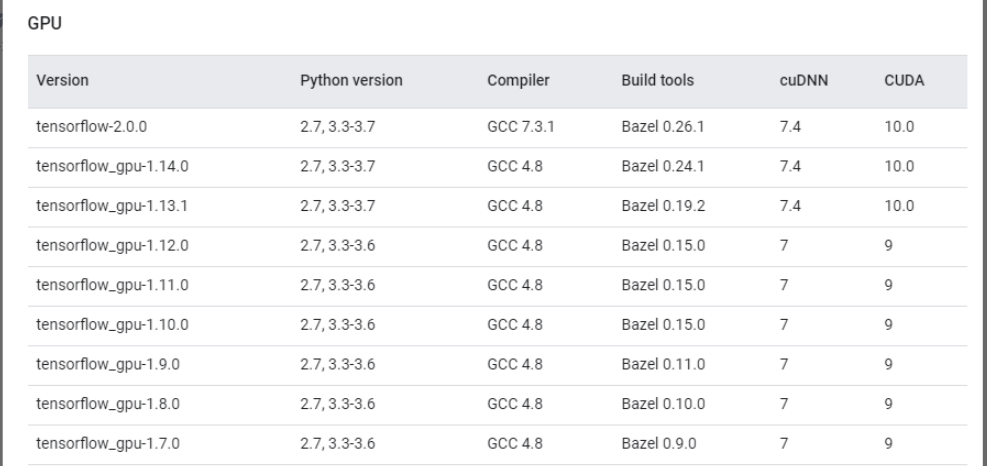 GPU
Version Python version Compiler Build tools cuDNN CUDA
tensorflow-2.0.0 2.7, 3.3-3.7 GCC 7.3.1 Bazel 0.26.1 7.4 10.0
tensorflow_gpu-1.14.0 2.7, 3.3-3.7 GCC 4.8 Bazel 0.24.1 7.4 10.0
tensorflow_gpu-1.13.1 2.7, 3.3-3.7 GCC 4.8 Bazel 0.19.2 7.4 10.0
tensorflow_gpu-1.12.0 2.7, 3.3-3.6 GCC 4.8 Bazel 0.15.0 7 9
tensorflow_gpu-1.11.0 2.7, 3.3-3.6 GCC 4.8 Bazel 0.15.0 7 9
tensorflow_gpu-1.10.0 2.7, 3.3-3.6 GCC 4.8 Bazel 0.15.0 7 9
tensorflow_gpu-1.9.0 2.7, 3.3-3.6 GCC 4.8 Bazel 0.11.0 7 9
tensorflow_gpu-1.8.0 2.7, 3.3-3.6 GCC 4.8 Bazel 0.10.0 7 9
tensorflow_gpu-1.7.0 2.7, 3.3-3.6 GCC 4.8 Bazel 0.9.0 7 9